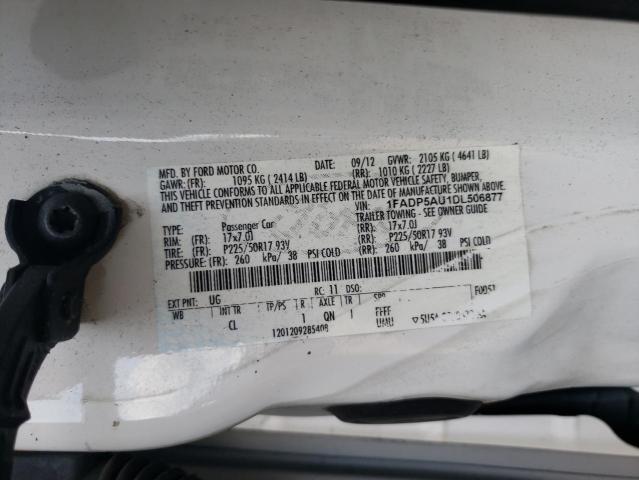 MFD. BY FORD MOTOR CO. DATE: 09/12 GVWR: 2105 KG ( 4641 LB)
GAWR: (FR): 1095 KG ( 2414 LB) (RR): 1010 KG ( 2227 LB)
THIS VEHICLE CONFORMS TO ALL APPLICABLE FEDERAL MOTOR VEHICLE SAFETY, BUMPER,
AND THEFT PREVENTION STANDARDS IN EFFECT ON THE DATE OF MANUFACTURE SHOWN ABOVE.
VIN: 1FADP5AU1DL506877
TYPE: Passenger Car TRAILER TOWING - SEE OWNER GUIDE
RIM: (FR): 17x7.0J (RR): 17x7.0J
TIRE: (FR): P225/50R17 93V (RR): P225/50R17 93V
PRESSURE: (FR): 260 kPa/ 38 PSI COLD (RR): 260 kPa/ 38 PSI COLD
RC: 11 DSO: F0051
EXT PNT: UG
WB INT TR TP/PS R AXLE TR SPR
CL 1 QN 1 FFFF
1201209285408 UMU